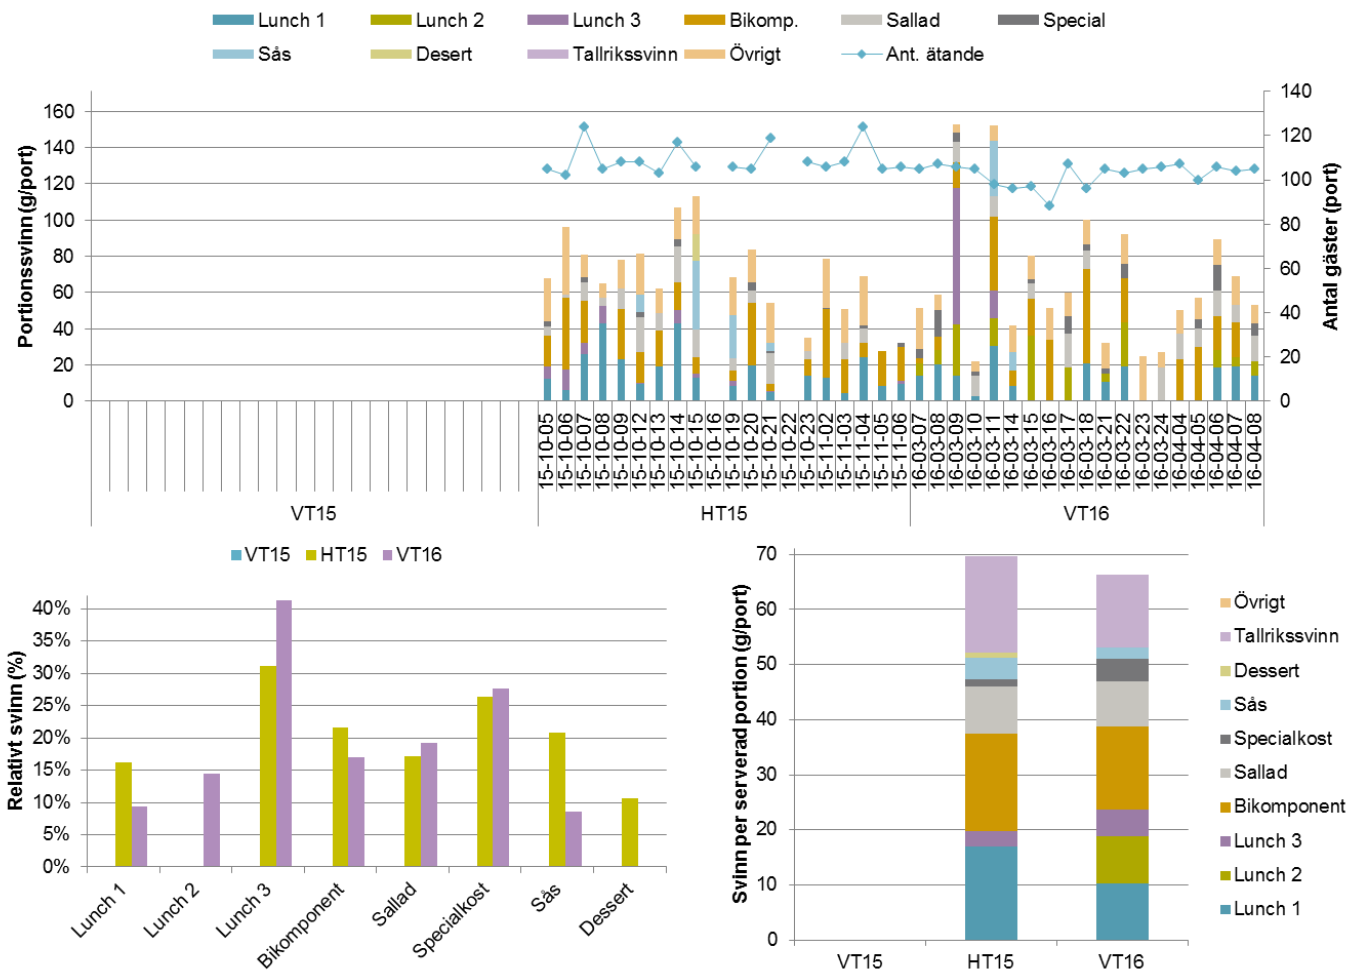 Lunch 1 Lunch 2 Lunch 3 Bikomp. Sallad Special
Sås Desert Tallrikssvinn Övrigt Ant. ätande
Portionssvinn (g/port)
160
140
120
100
80
60
40
20
0
140
120
100
80
60
40
20
0
Antal gäster (port)
15-10-05
15-10-06
15-10-07
15-10-08
15-10-09
15-10-12
15-10-13
15-10-14
15-10-15
15-10-16
15-10-19
15-10-20
15-10-21
15-10-22
15-10-23
15-11-02
15-11-03
15-11-04
15-11-05
15-11-06
16-03-07
16-03-08
16-03-09
16-03-10
16-03-11
16-03-14
16-03-15
16-03-16
16-03-17
16-03-18
16-03-21
16-03-22
16-03-23
16-03-24
16-04-04
16-04-05
16-04-06
16-04-07
16-04-08
VT15 HT15 VT16
VT15 HT15 VT16
Relativt svinn (%)
40%
35%
30%
25%
20%
15%
10%
5%
0%
Lunch 1
Lunch 2
Lunch 3
Bikomponent
Sallad
Specialkost
Sås
Dessert
Svinn per serverad portion (g/port)
70
60
50
40
30
20
10
0
VT15 HT15 VT16
Övrigt
Tallrikssvinn
Dessert
Sås
Specialkost
Sallad
Bikomponent
Lunch 3
Lunch 2
Lunch 1